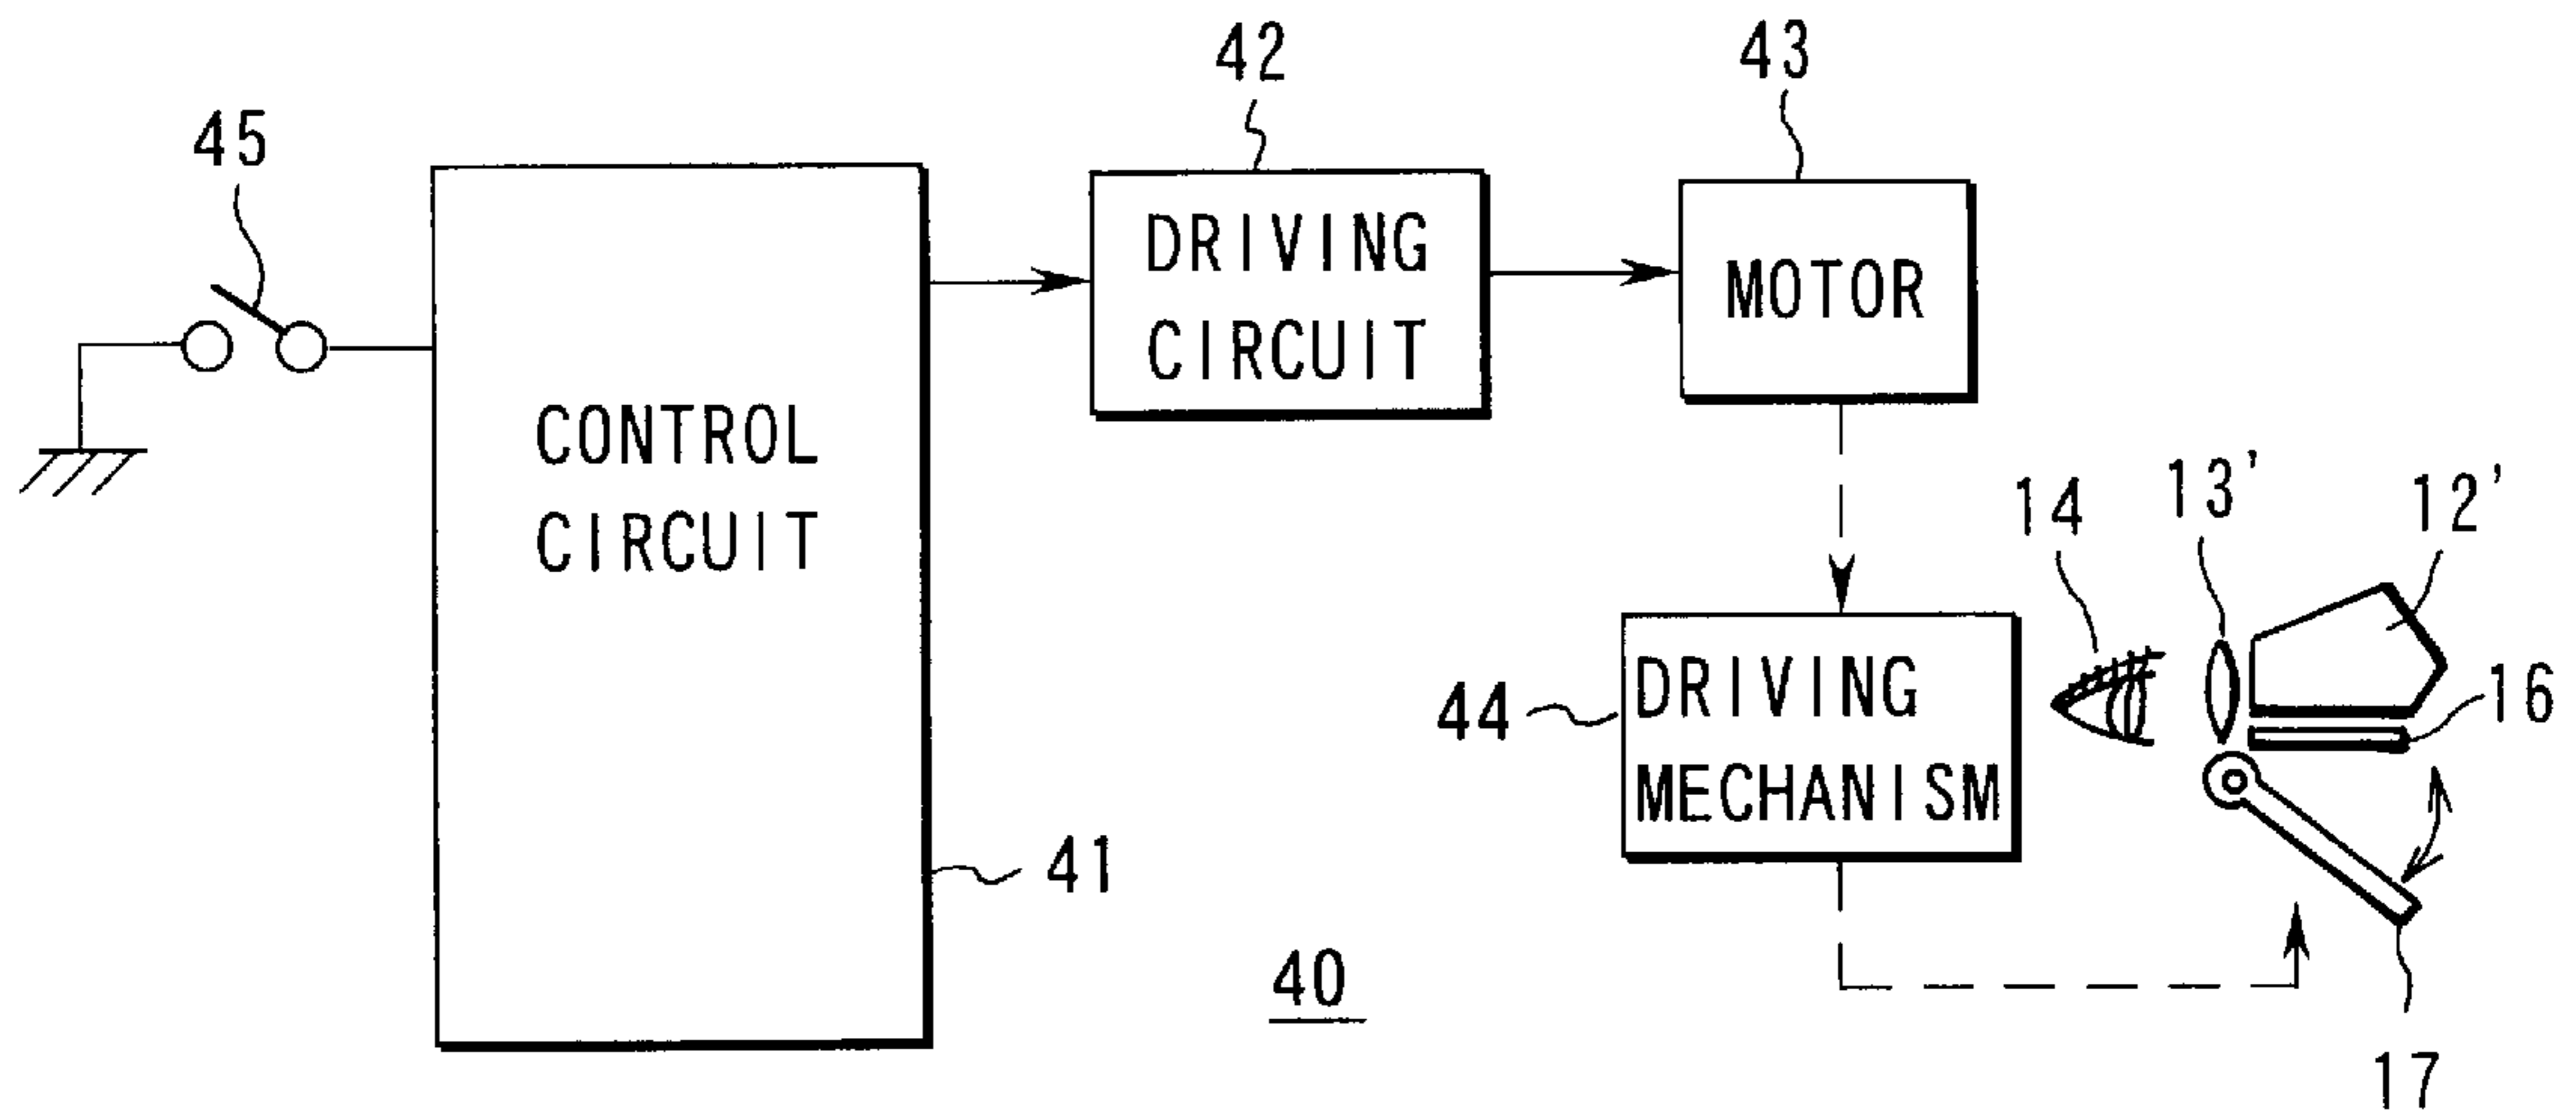 42
43
45
DRIVING
CIRCUIT
MOTOR
CONTROL
CIRCUIT
14
13'
12'
16
44
DRIVING
MECHANISM
41
40
17